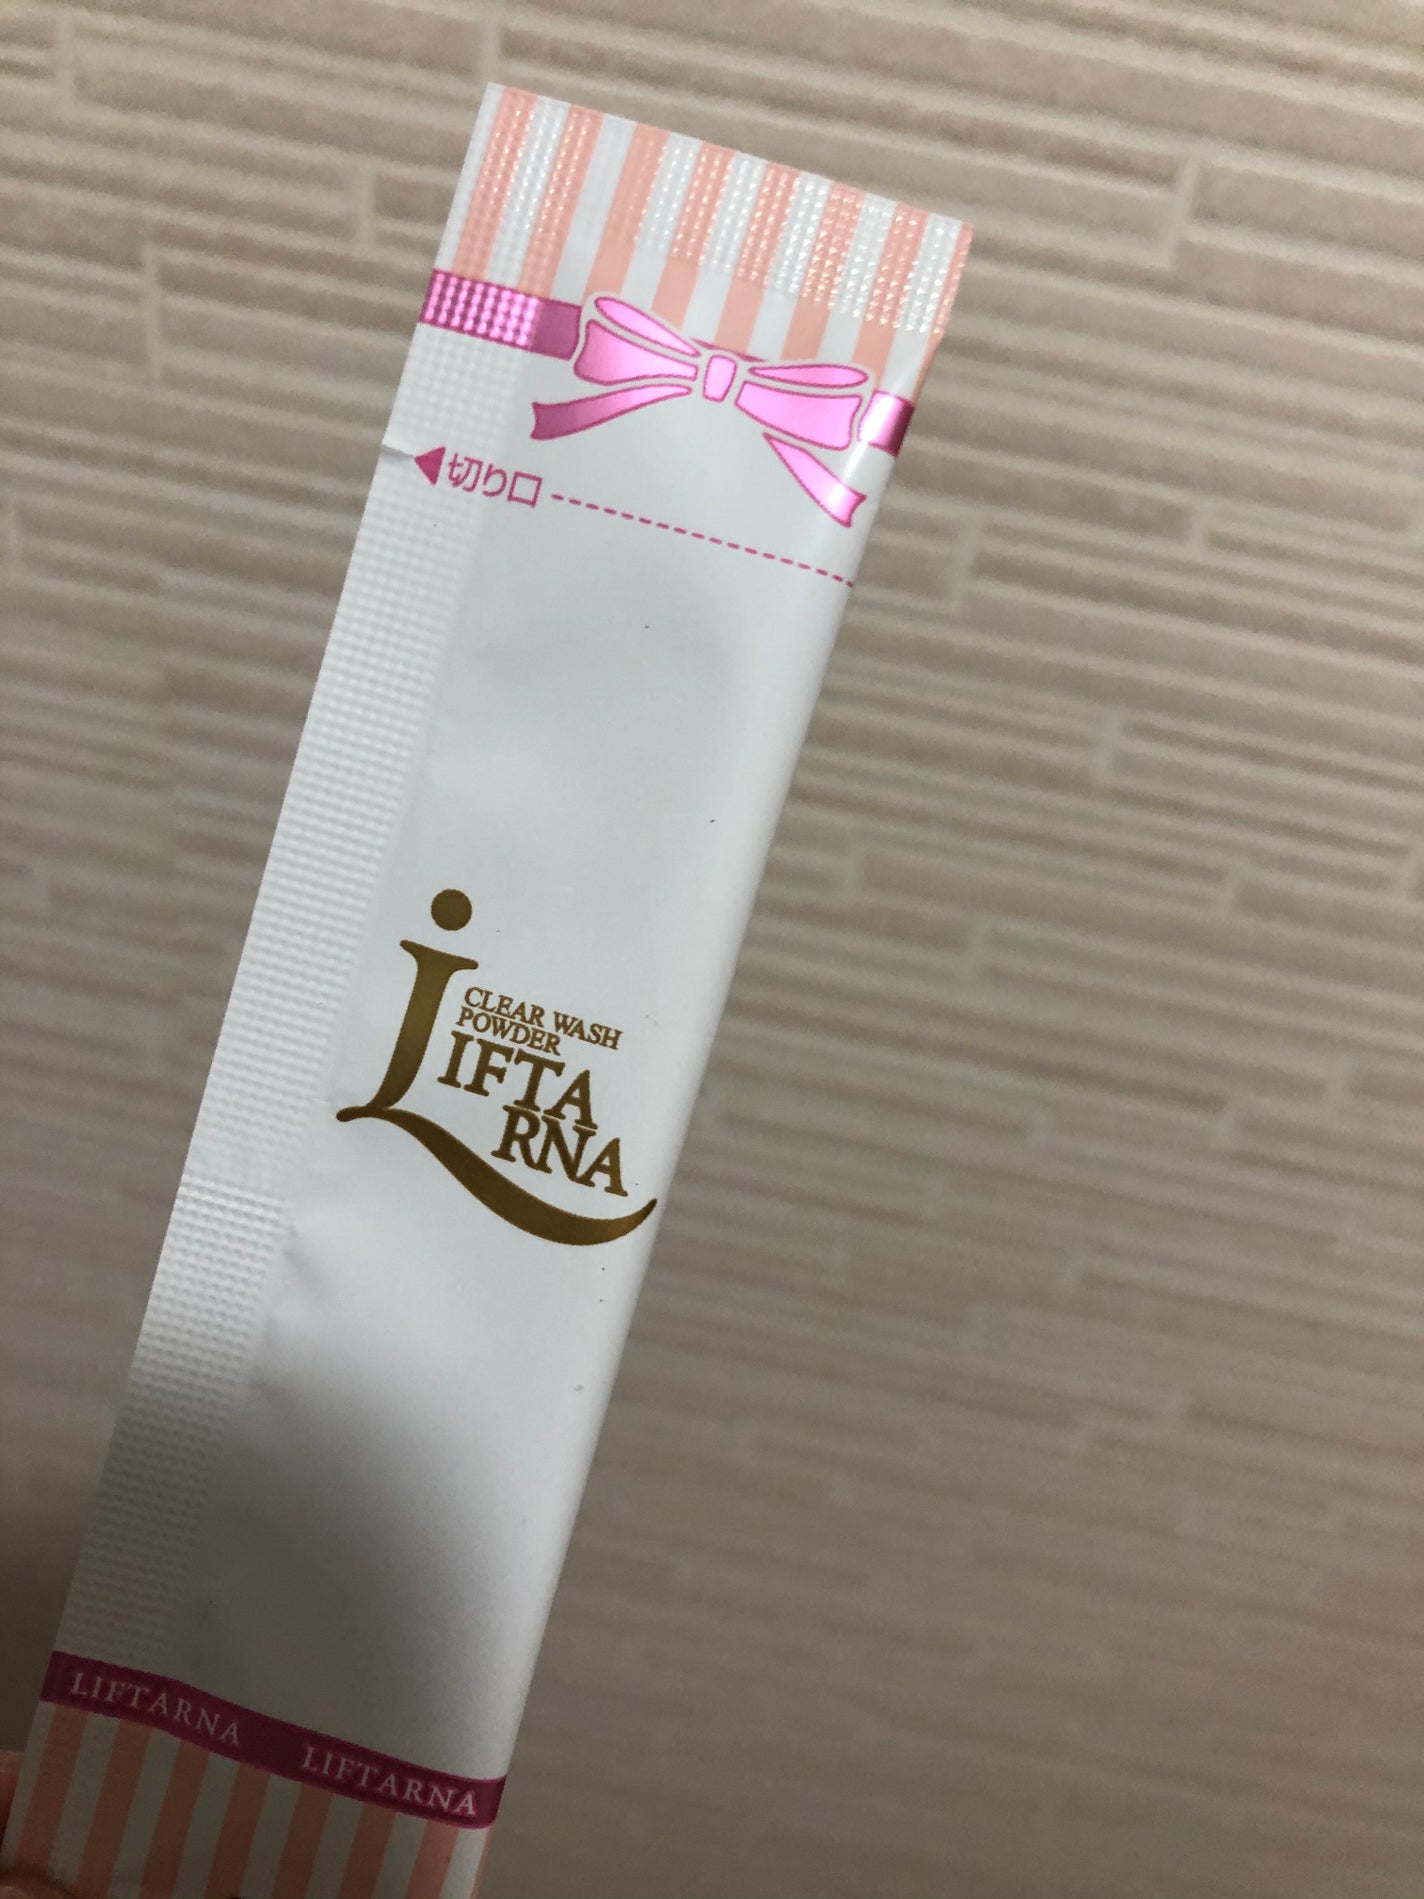 切り口
CLEAR WASH
POWDER
LIFTA
RNA
LIFTARNA LIFTARNA